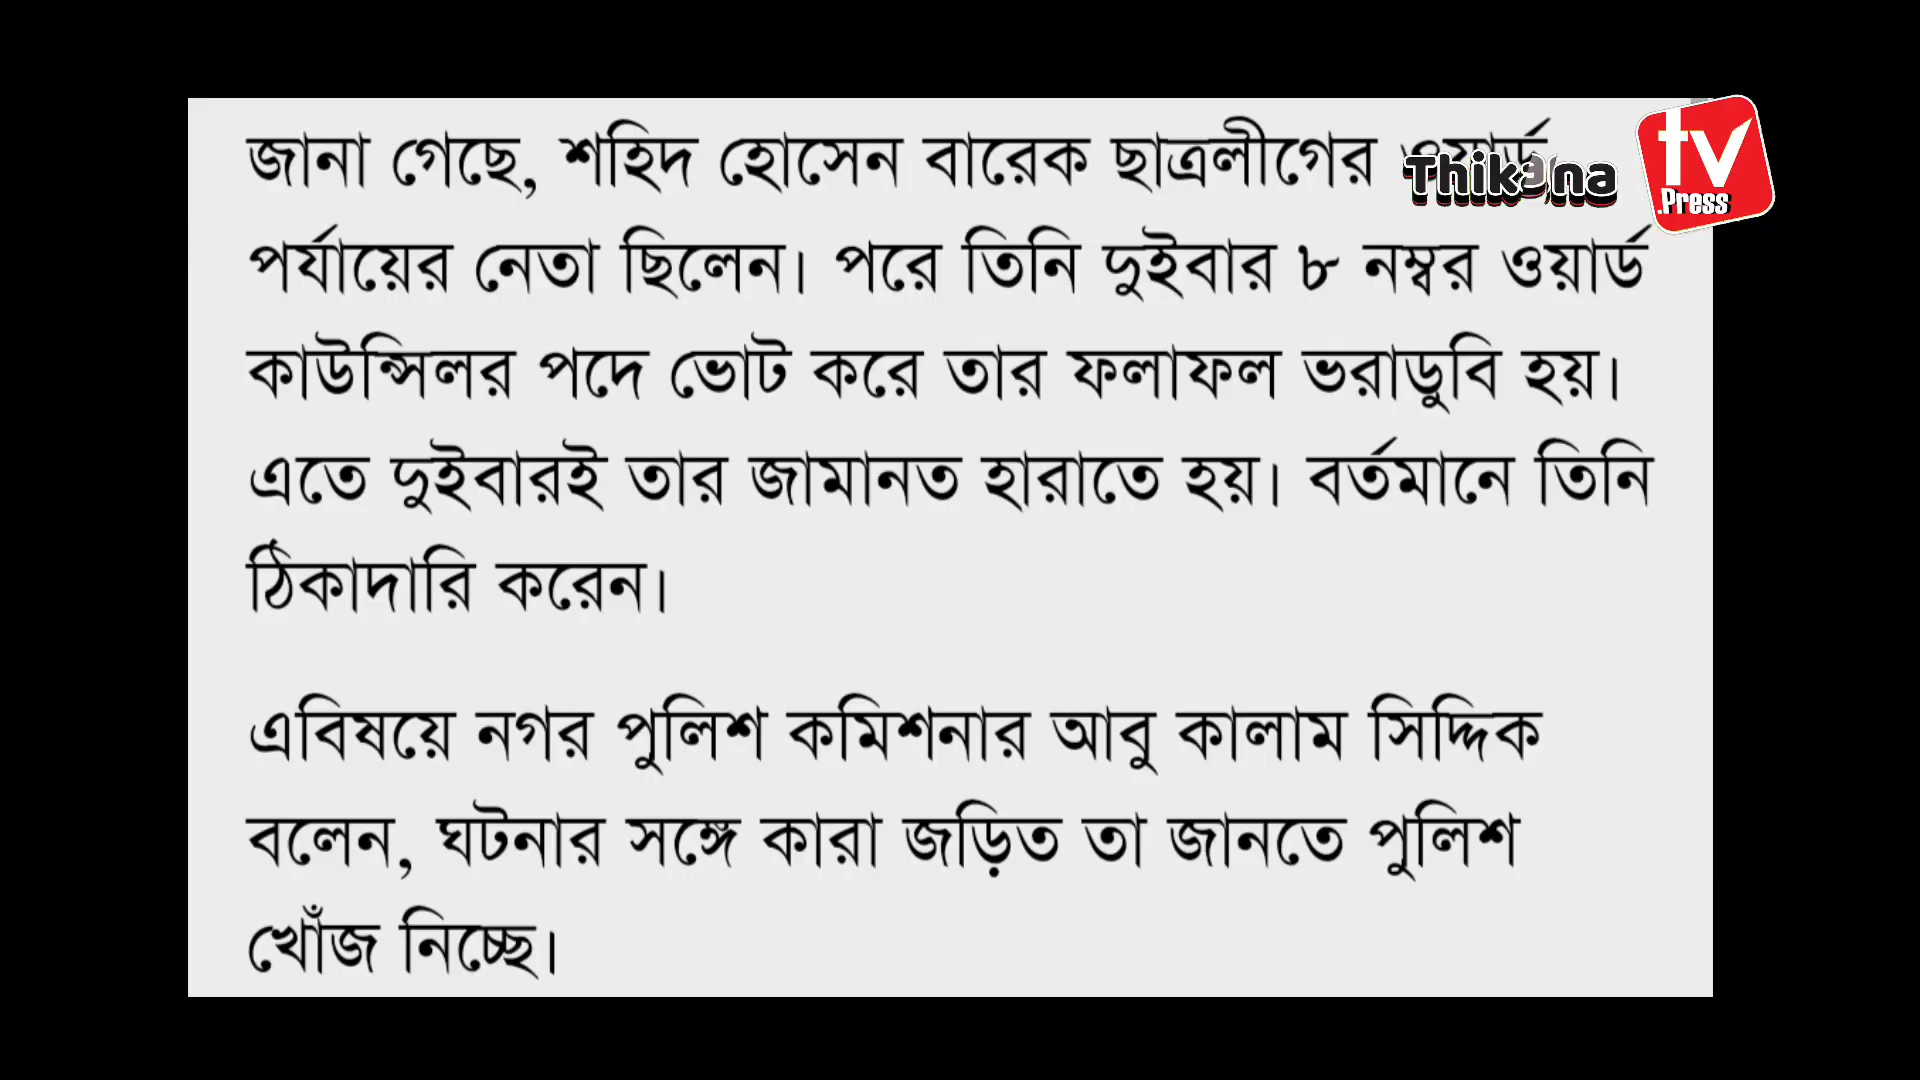 জানা গেছে, শহিদ হোসেন বারেক ছাত্রলীগের ওয়ার্ড
পর্যায়ের নেতা ছিলেন। পরে তিনি দুইবার ৮ নম্বর ওয়ার্ড
কাউন্সিলর পদে ভোট করে তার ফলাফল ভরাডুবি হয়।
এতে দুইবারই তার জামানত হারাতে হয়। বর্তমানে তিনি
ঠিকাদারি করেন।
এবিষয়ে নগর পুলিশ কমিশনার আবু কালাম সিদ্দিক
বলেন, ঘটনার সঙ্গে কারা জড়িত তা জানতে পুলিশ
খোঁজ নিচ্ছে।
Thikana
tv
.Press